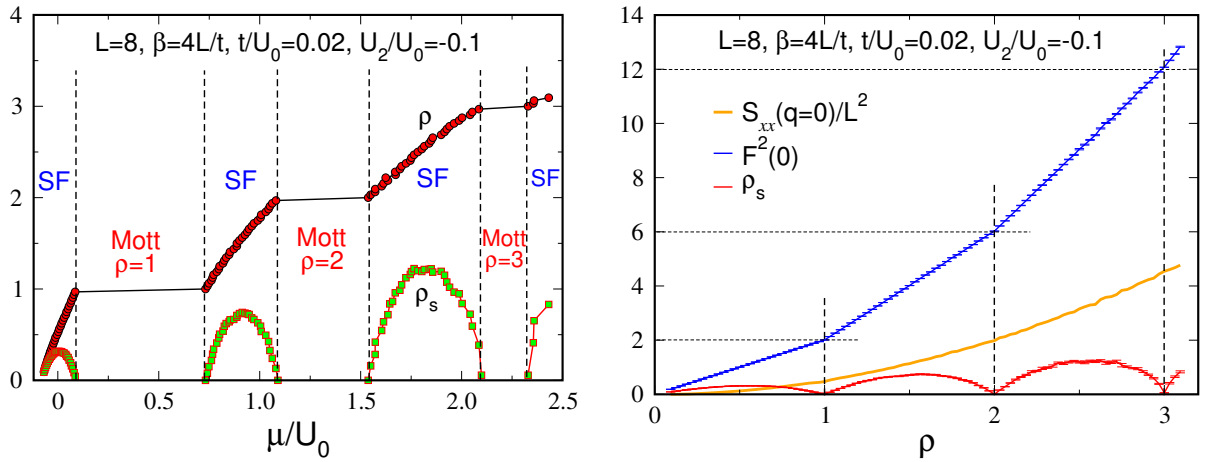 L=8, β=4L/t, t/U₀=0.02, U₂/U₀=-0.1
4
3
2
1
0
ρ
SF
SF
SF
SF
Mott
ρ=1
Mott
ρ=2
Mott
ρ=3
ρₛ
0
0.5
1.0
1.5
2.0
2.5
μ/U₀
L=8, β=4L/t, t/U₀=0.02, U₂/U₀=-0.1
14
12
10
8
6
4
2
0
S_xx(q=0)/L²
F²(0)
ρₛ
0
1
2
3
ρ